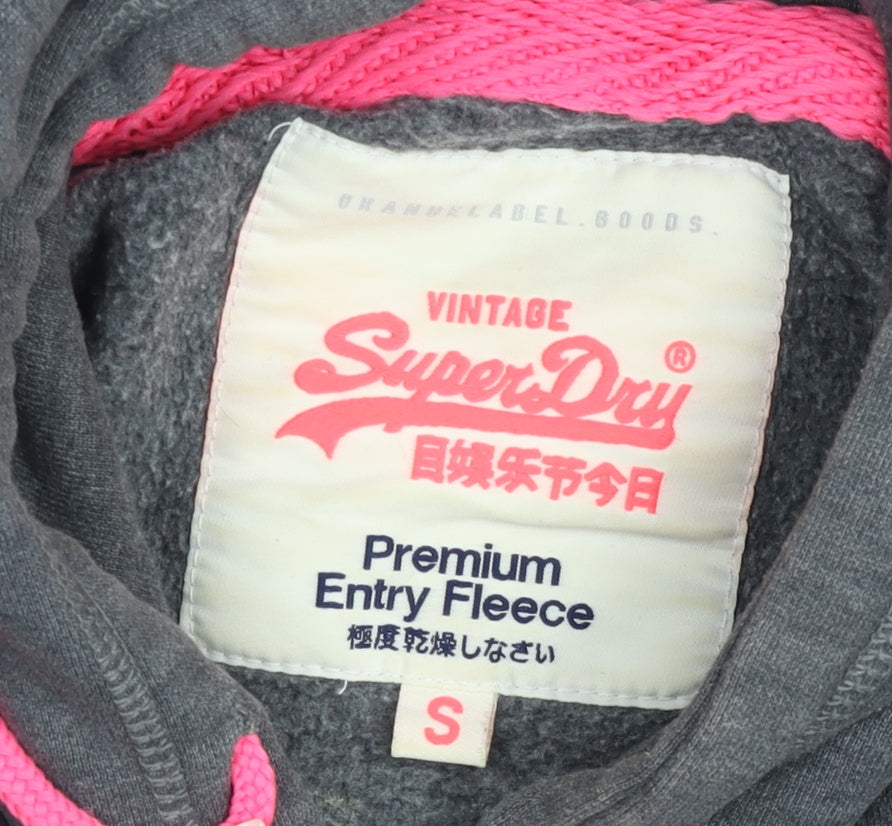 ORANGELABEL.GOODS.
VINTAGE
SuperDry®
目娱乐节今日
Premium
Entry Fleece
極度乾燥しなさい
S